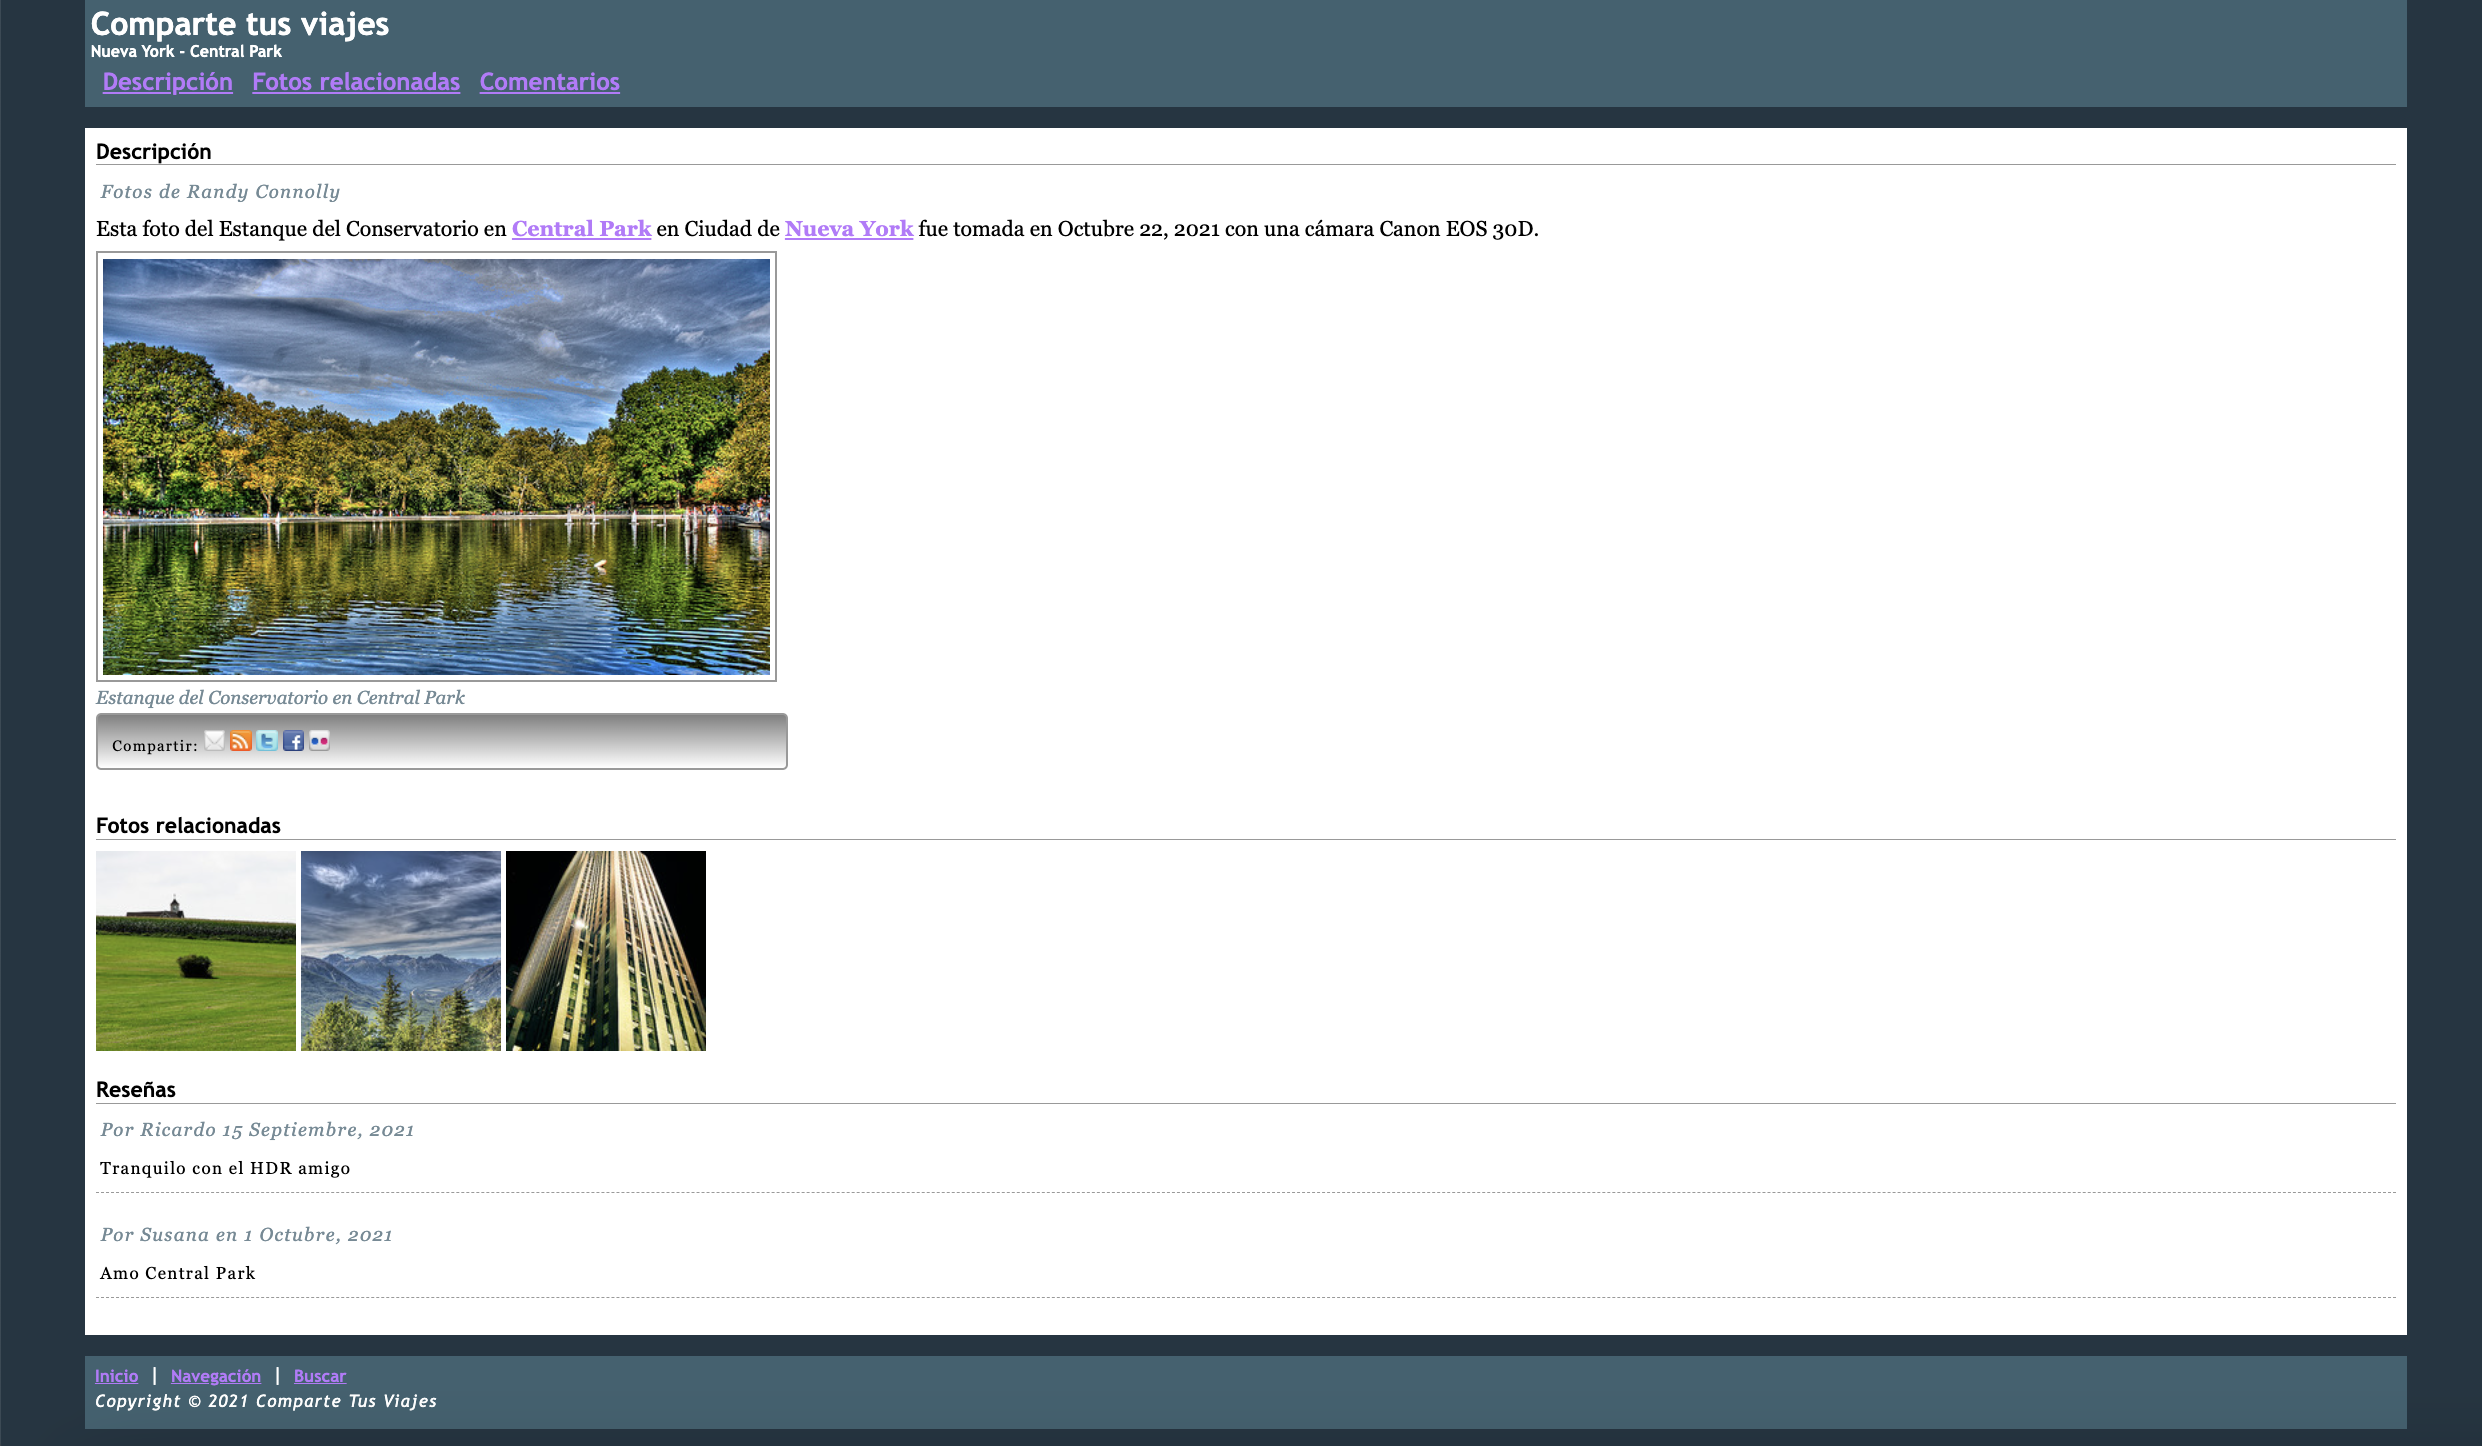 Comparte tus viajes
Nueva York - Central Park
Descripción Fotos relacionadas Comentarios
Descripción
Fotos de Randy Connolly
Esta foto del Estanque del Conservatorio en Central Park en Ciudad de Nueva York fue tomada en Octubre 22, 2021 con una cámara Canon EOS 30D.
Estanque del Conservatorio en Central Park
Compartir:
Fotos relacionadas
Reseñas
Por Ricardo 15 Septiembre, 2021
Tranquilo con el HDR amigo
Por Susana en 1 Octubre, 2021
Amo Central Park
Inicio | Navegación | Buscar
Copyright © 2021 Comparte Tus Viajes